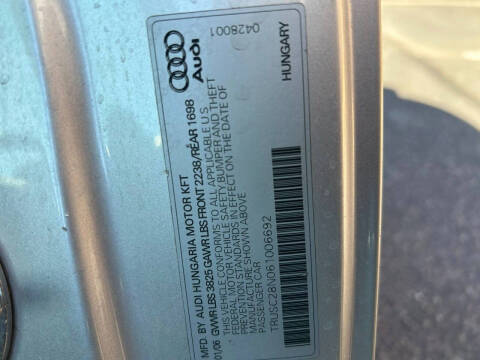 MFD. BY AUDI HUNGARIA MOTOR KFT
01/06 GVWR LBS 3825 GAWR LBS FRONT 2238/REAR 1698
THIS VEHICLE CONFORMS TO ALL APPLICABLE U.S
FEDERAL MOTOR VEHICLE SAFETY BUMPER AND THEFT
STANDARDS IN EFFECT ON THE DATE OF
MANUFACTURE SHOWN ABOVE
PASSENGER CAR
TRUSC28N061006692
Audi
0428001
HUNGARY